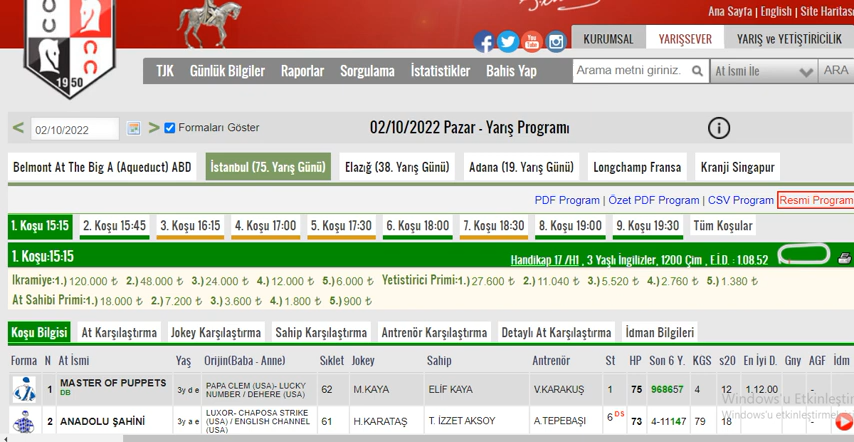 Ana Sayfa | English | Site Haritas
KURUMSAL YARIŞSEVER YARIŞ ve YETİŞTİRİCİLİK
C C
1950
TJK Günlük Bilgiler Raporlar Sorgulama İstatistikler Bahis Yap Arama metni giriniz. At İsmi İle ARA
< 02/10/2022 > Formaları Göster 02/10/2022 Pazar - Yarış Programı
Belmont At The Big A (Aqueduct) ABD İstanbul (75. Yarış Günü) Elazığ (38. Yarış Günü) Adana (19. Yarış Günü) Longchamp Fransa Kranji Singapur
PDF Program | Özet PDF Program | CSV Program Resmi Program
1. Koşu 15:15 2. Koşu 15:45 3. Koşu 16:15 4. Koşu 17:00 5. Koşu 17:30 6. Koşu 18:00 7. Koşu 18:30 8. Koşu 19:00 9. Koşu 19:30 Tüm Koşular
1. Koşu:15:15 Handikap 17 /H1 , 3 Yaşlı İngilizler, 1200 Çim , E.İ.D. : 1.08.52
Ikramiye:1.) 120.000 ₺ 2.) 48.000 ₺ 3.) 24.000 ₺ 4.) 12.000 ₺ 5.) 6.000 ₺ Yetistirici Primi:1.) 27.600 ₺ 2.) 11.040 ₺ 3.) 5.520 ₺ 4.) 2.760 ₺ 5.) 1.380 ₺
At Sahibi Primi:1.) 18.000 ₺ 2.) 7.200 ₺ 3.) 3.600 ₺ 4.) 1.800 ₺ 5.) 900 ₺
Koşu Bilgisi At Karşılaştırma Jokey Karşılaştırma Sahip Karşılaştırma Antrenör Karşılaştırma Detaylı At Karşılaştırma İdman Bilgileri
Forma N At İsmi Yaş Orijin(Baba - Anne) Sıklet Jokey Sahip Antrenör St HP Son 6 Y. KGS s20 En İyi D. Gny AGF İdm
1 MASTER OF PUPPETS DB 3y d e PAPA CLEM (USA)- LUCKY NUMBER / DEHERE (USA) 62 M.KAYA ELİF KAYA V.KARAKUŞ 1 75 968657 4 12 1.12.00 -
2 ANADOLU ŞAHİNİ 3y a e LUXOR- CHAPOSA STRIKE (USA) / ENGLISH CHANNEL (USA) 61 H.KARATAŞ T. İZZET AKSOY A.TEPEBAŞI 6 DS 73 4-11147 79 18 -
Windows'u Etkinleştir
Windows'u etkinleştirmek i